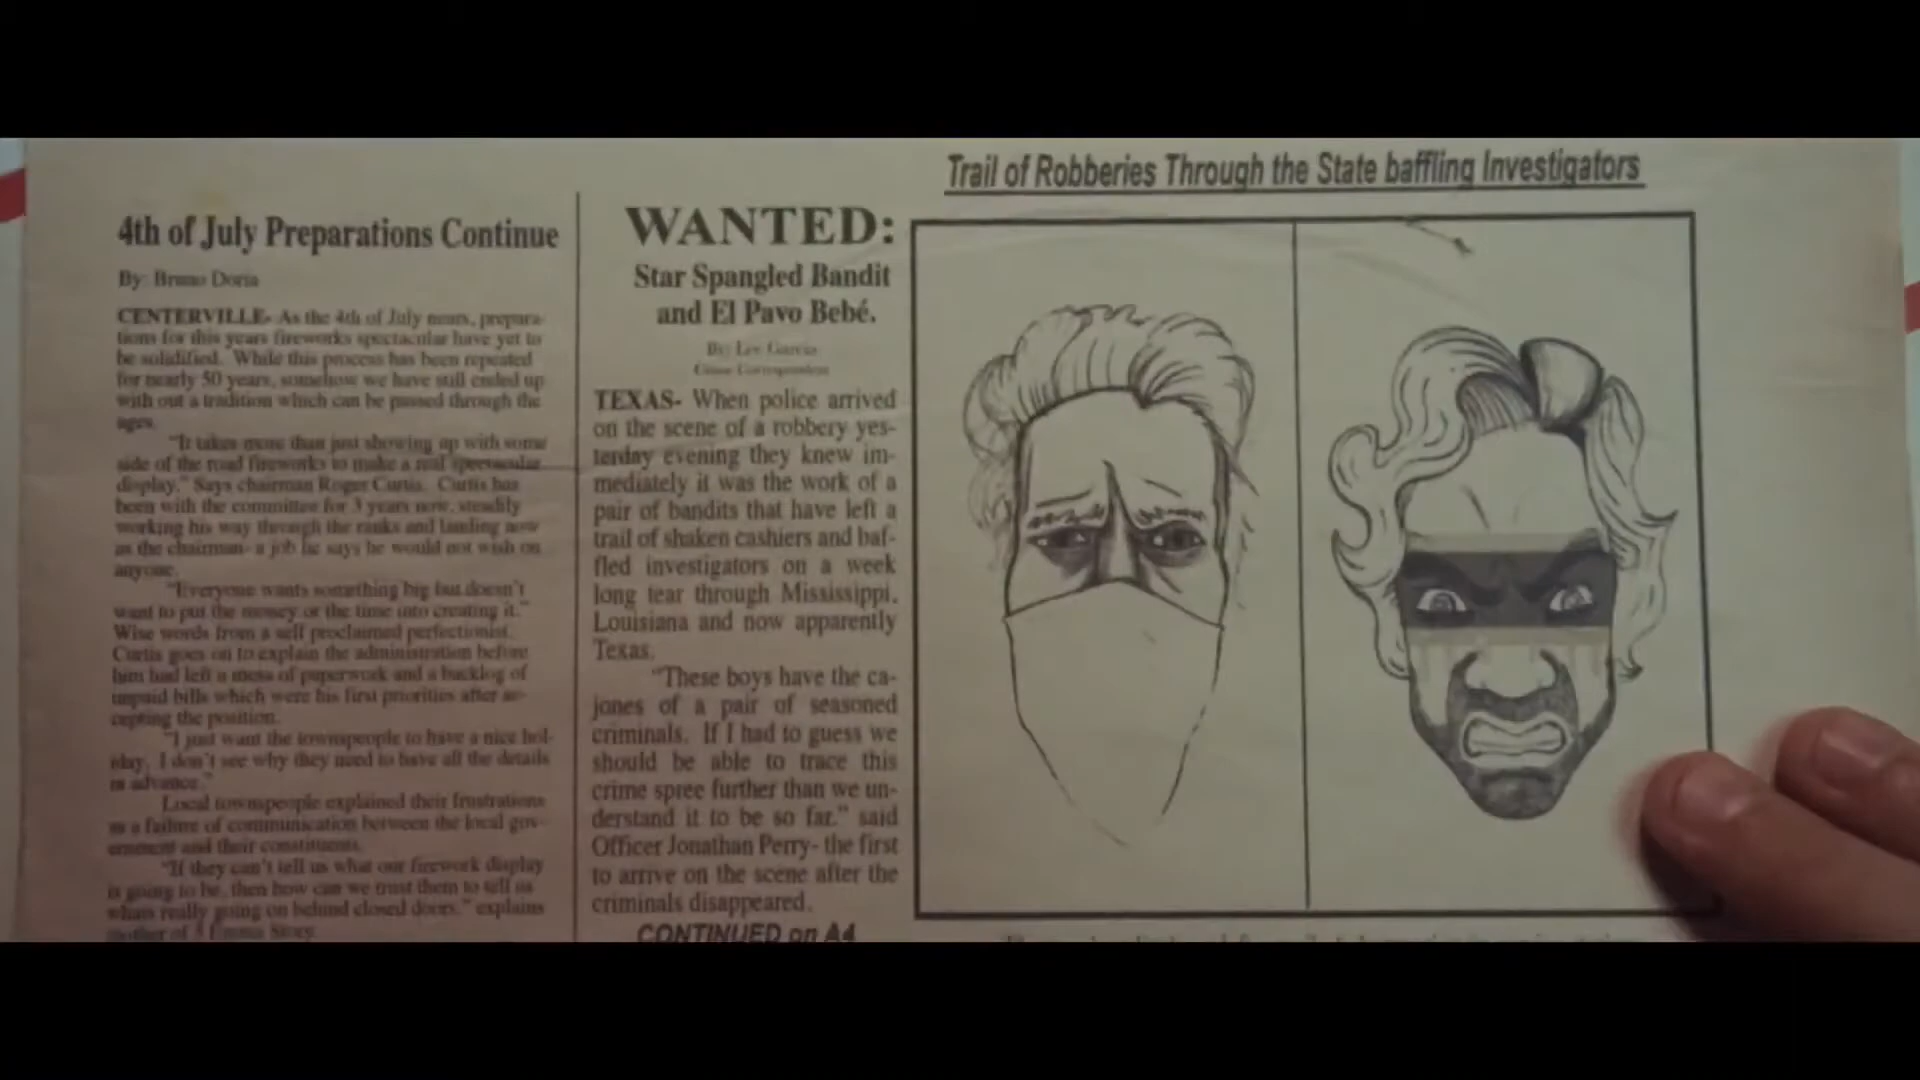 4th of July Preparations Continue
By: Bruno Doria
CENTERVILLE- As the 4th of July nears, prepara-
tions for this years fireworks spectacular have yet to
be solidified. While this process has been repeated
for nearly 50 years, somehow we have still ended up
with out a tradition which can be passed through the
ages.
"It takes more than just showing up with some
side of the road fireworks to make a real spectacular
display." Says chairman Roger Curtis. Curtis has
been with the committee for 3 years now, steadily
working his way through the ranks and landing now
as the chairman- a job he says he would not wish on
anyone.
"Everyone wants something big but doesn't
want to put the money or the time into creating it."
Wise words from a self proclaimed perfectionist.
Curtis goes on to explain the administration before
him had left a mess of paperwork and a backlog of
unpaid bills which were his first priorities after ac-
cepting the position.
"I just want the townspeople to have a nice hol-
iday. I don't see why they need to have all the details
in advance."
Local townspeople explained their frustrations
as a failure of communication between the local gov-
ernment and their constituents.
"If they can't tell us what our firework display
is going to be, then how can we trust them to tell us
whats really going on behind closed doors," explains
mother of 3 Emma Story.
WANTED:
Star Spangled Bandit
and El Pavo Bebé.
By: Lee Garcia
Crime Correspondent
TEXAS- When police arrived
on the scene of a robbery yes-
terday evening they knew im-
mediately it was the work of a
pair of bandits that have left a
trail of shaken cashiers and baf-
fled investigators on a week
long tear through Mississippi,
Louisiana and now apparently
Texas.
"These boys have the ca-
jones of a pair of seasoned
criminals. If I had to guess we
should be able to trace this
crime spree further than we un-
derstand it to be so far." said
Officer Jonathan Perry- the first
to arrive on the scene after the
criminals disappeared.
CONTINUED on A4
Trail of Robberies Through the State baffling Investigators